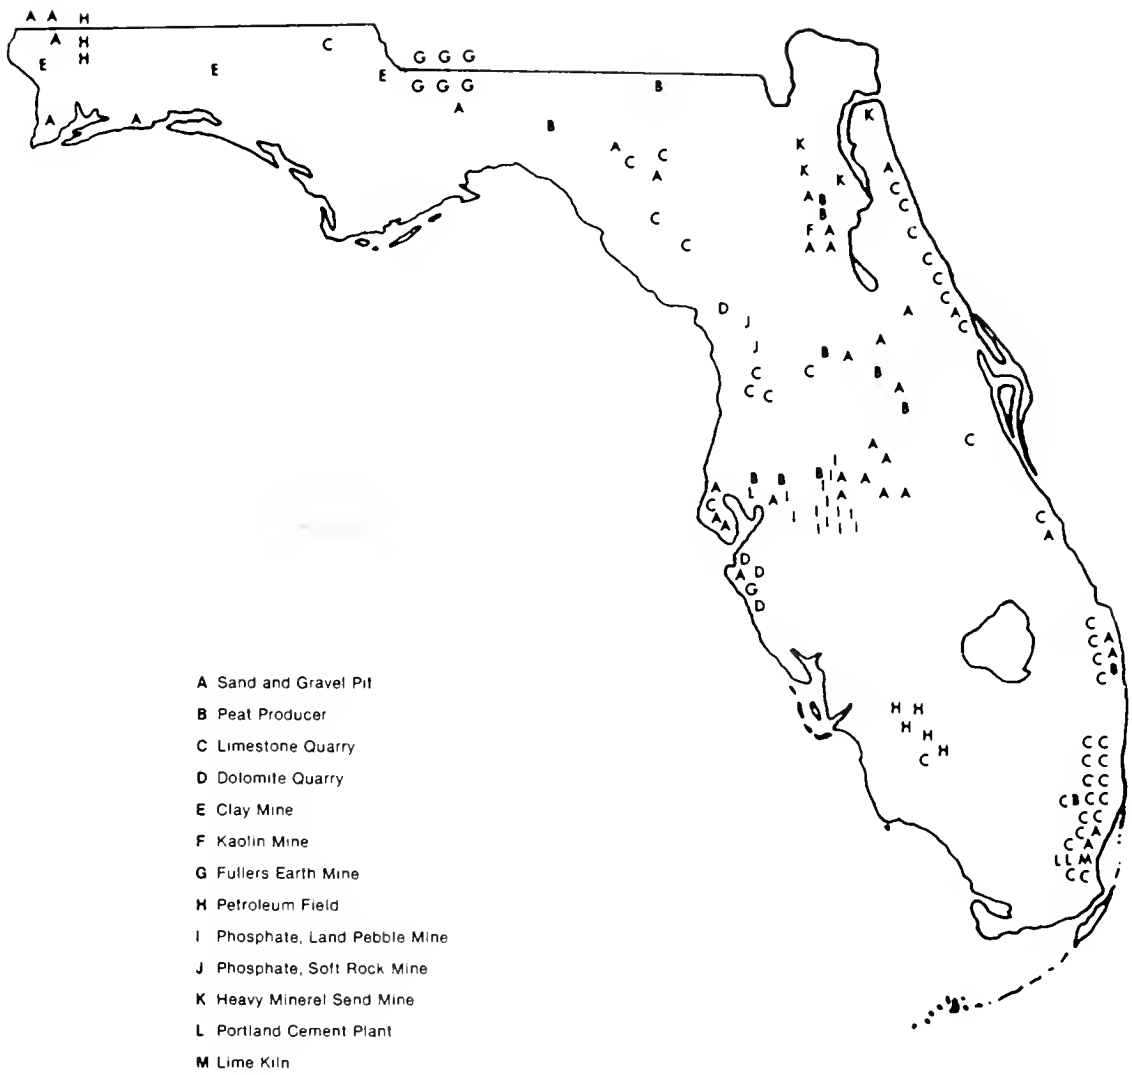 A A H
A H
H
C
E
E
E
G G G
G G G
B
A
A
A
B
K
K
A C
C
A
K
K
A
C
A B
C
B
C
F A
C
A A
C
C
C
C
D
A
A C
J
J
A
B A
C
C
B
C C
A
B
C
A
A
I
B B B I A A
A
L I
A I A A A
C
I
A A
I I I I
I
I I I I
C
A
D
A D
G
D
C
C A
C A
B
C
H H
H
H
H
C
C C
C C
C C
C B C C
C C
C A
C A
L L M
C C
A Sand and Gravel Pit
B Peat Producer
C Limestone Quarry
D Dolomite Quarry
E Clay Mine
F Kaolin Mine
G Fullers Earth Mine
H Petroleum Field
I Phosphate, Land Pebble Mine
J Phosphate, Soft Rock Mine
K Heavy Minerel Send Mine
L Portland Cement Plant
M Lime Kiln